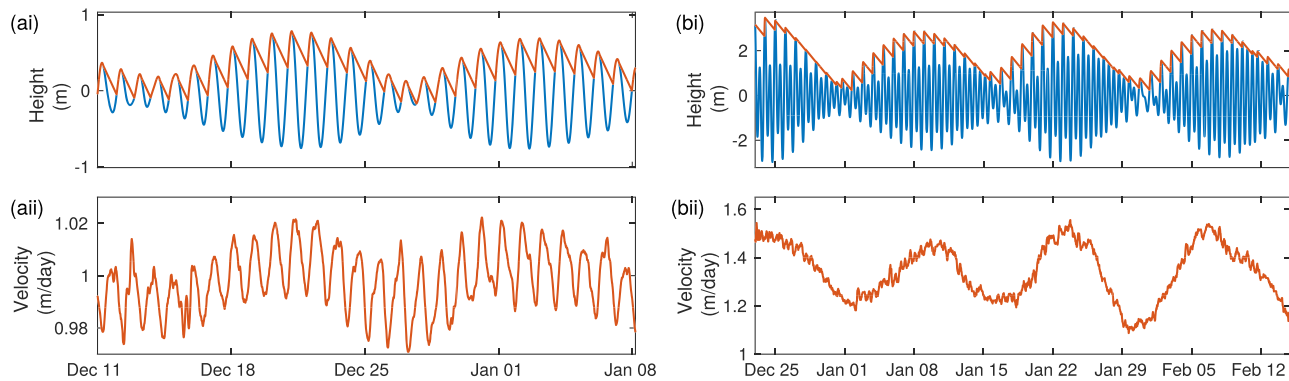 (ai)
Height
(m)
1
0
-1
(bi)
Height
(m)
2
0
-2
(aii)
Velocity
(m/day)
1.02
1
0.98
Dec 11
Dec 18
Dec 25
Jan 01
Jan 08
(bii)
Velocity
(m/day)
1.6
1.4
1.2
1
Dec 25
Jan 01
Jan 08
Jan 15
Jan 22
Jan 29
Feb 05
Feb 12